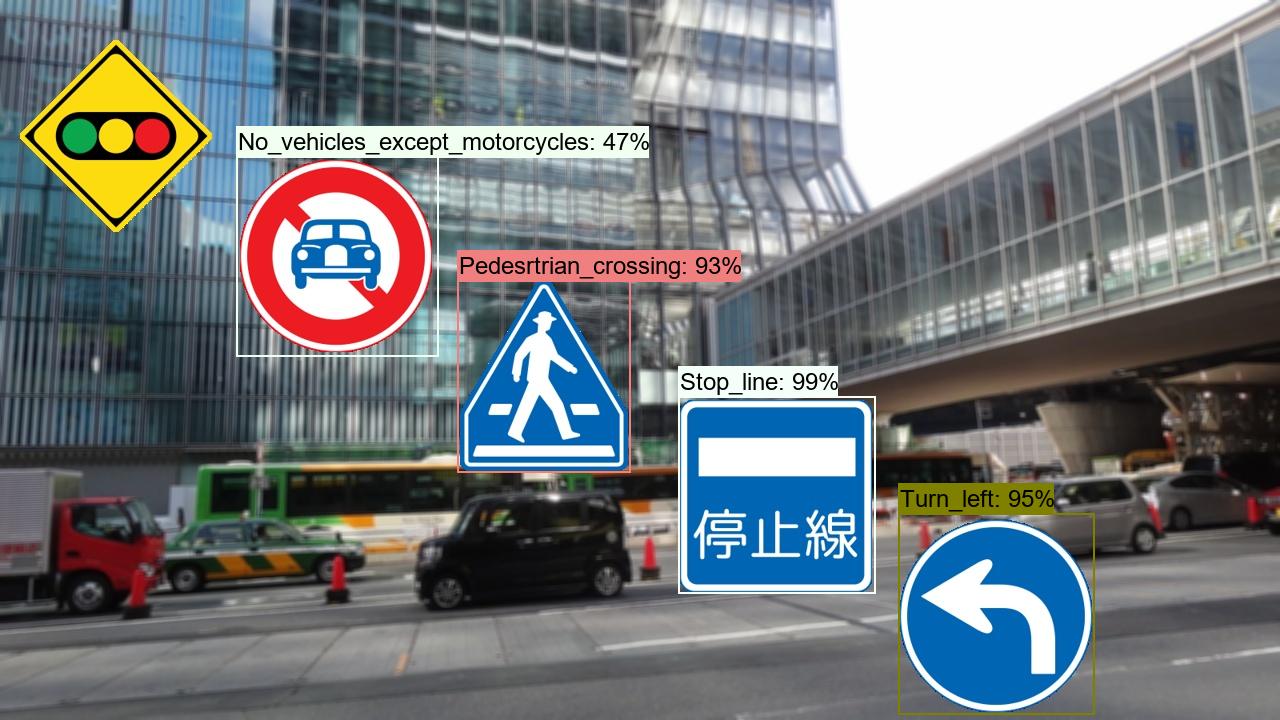 No_vehicles_except_motorcycles: 47%
Pedesrtrian_crossing: 93%
Stop_line: 99%
停止線
Turn_left: 95%